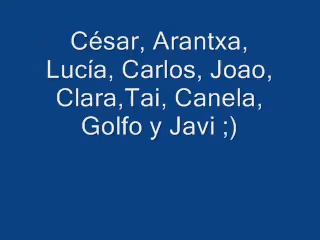 César, Arantxa,
Lucía, Carlos, Joao,
Clara,Tai, Canela,
Golfo y Javi ;)